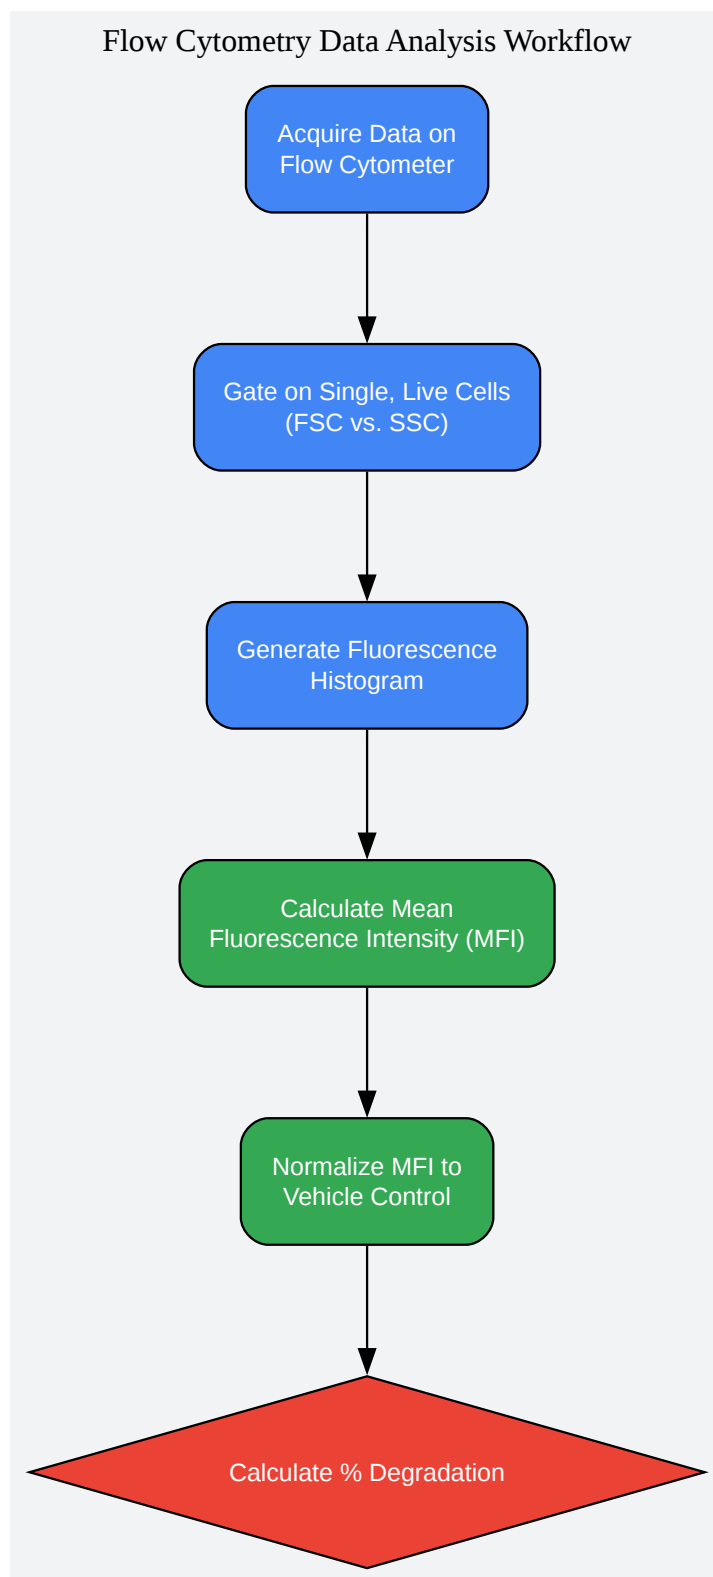 Flow Cytometry Data Analysis Workflow
Acquire Data on
Flow Cytometer
Gate on Single, Live Cells
(FSC vs. SSC)
Generate Fluorescence
Histogram
Calculate Mean
Fluorescence Intensity (MFI)
Normalize MFI to
Vehicle Control
Calculate % Degradation